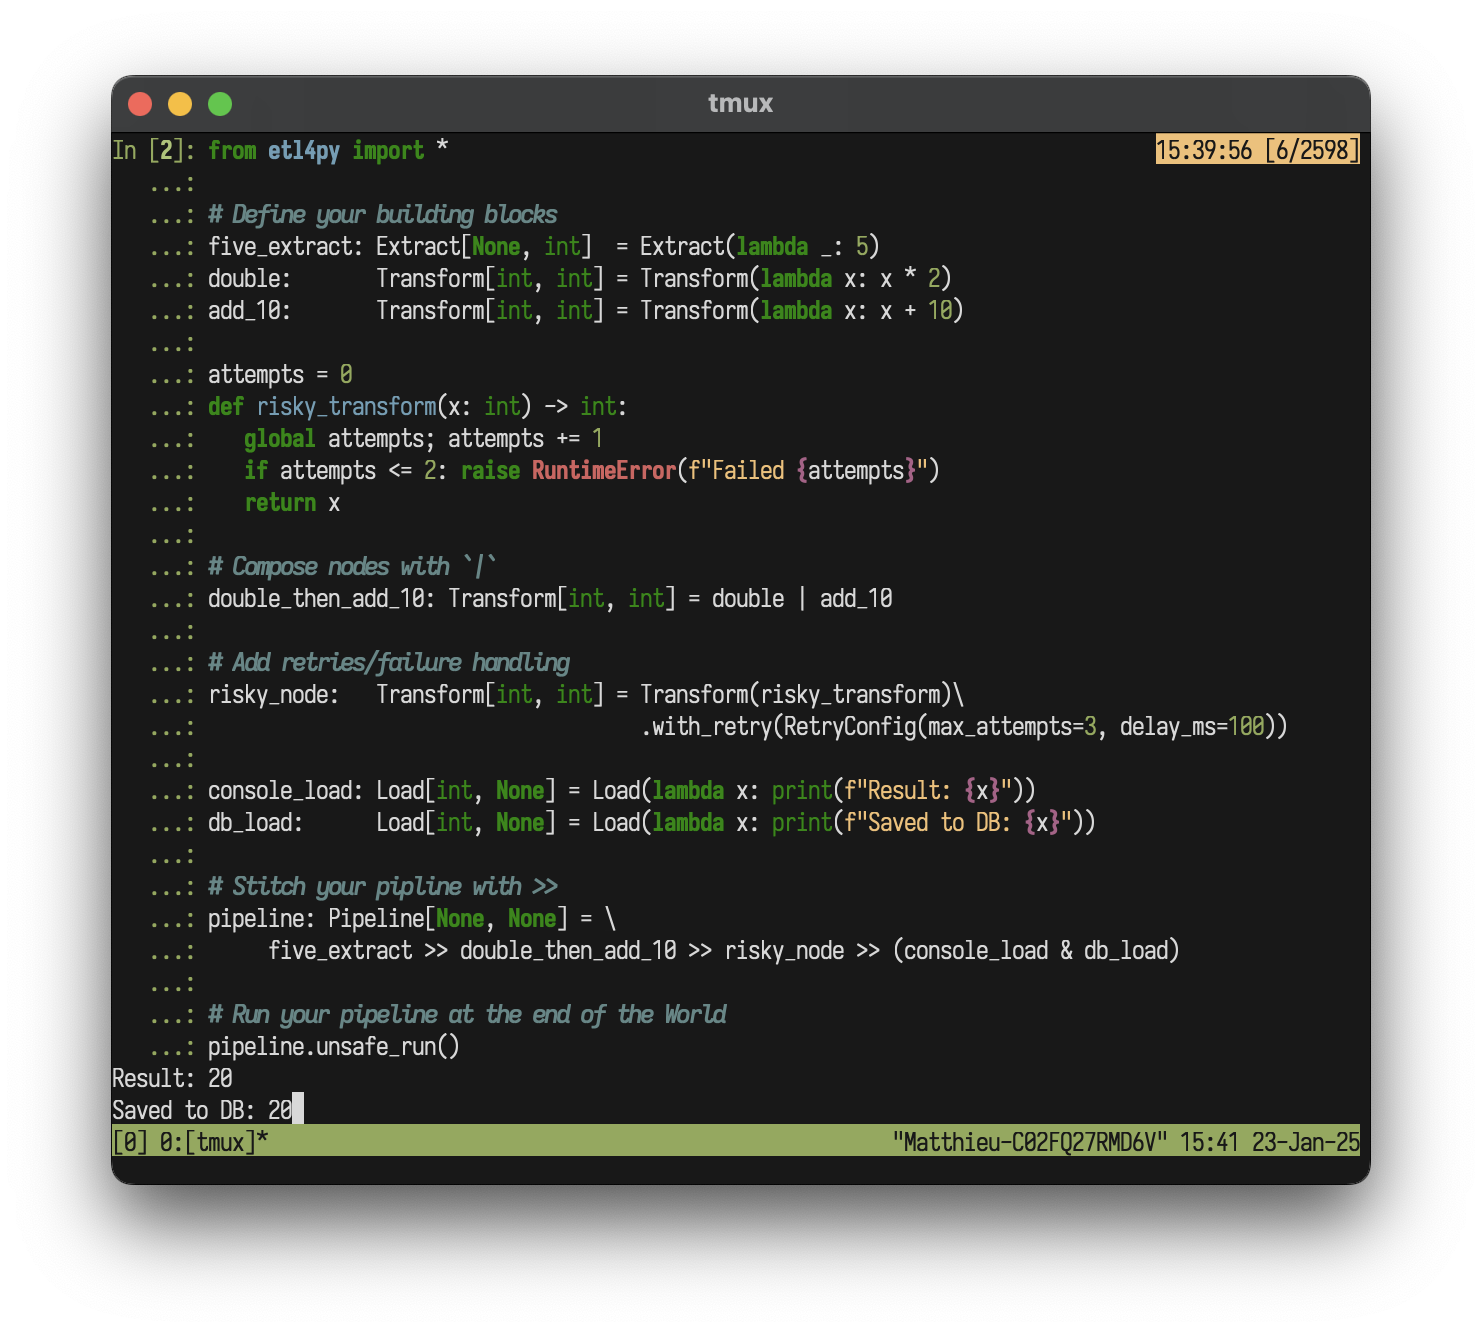 tmux
In [2]: from etl4py import * 15:39:56 [6/2598]
...:
...: # Define your building blocks
...: five_extract: Extract[None, int]  = Extract(lambda _: 5)
...: double:       Transform[int, int] = Transform(lambda x: x * 2)
...: add_10:       Transform[int, int] = Transform(lambda x: x + 10)
...:
...: attempts = 0
...: def risky_transform(x: int) -> int:
...:    global attempts; attempts += 1
...:    if attempts <= 2: raise RuntimeError(f"Failed {attempts}")
...:    return x
...:
...: # Compose nodes with `|`
...: double_then_add_10: Transform[int, int] = double | add_10
...:
...: # Add retries/failure handling
...: risky_node:   Transform[int, int] = Transform(risky_transform)\
...:                                     .with_retry(RetryConfig(max_attempts=3, delay_ms=100))
...:
...: console_load: Load[int, None] = Load(lambda x: print(f"Result: {x}"))
...: db_load:      Load[int, None] = Load(lambda x: print(f"Saved to DB: {x}"))
...:
...: # Stitch your pipline with >>
...: pipeline: Pipeline[None, None] = \
...:      five_extract >> double_then_add_10 >> risky_node >> (console_load & db_load)
...:
...: # Run your pipeline at the end of the World
...: pipeline.unsafe_run()
Result: 20
Saved to DB: 20
[0] 0:[tmux]* "Matthieu-C02FQ27RMD6V" 15:41 23-Jan-25